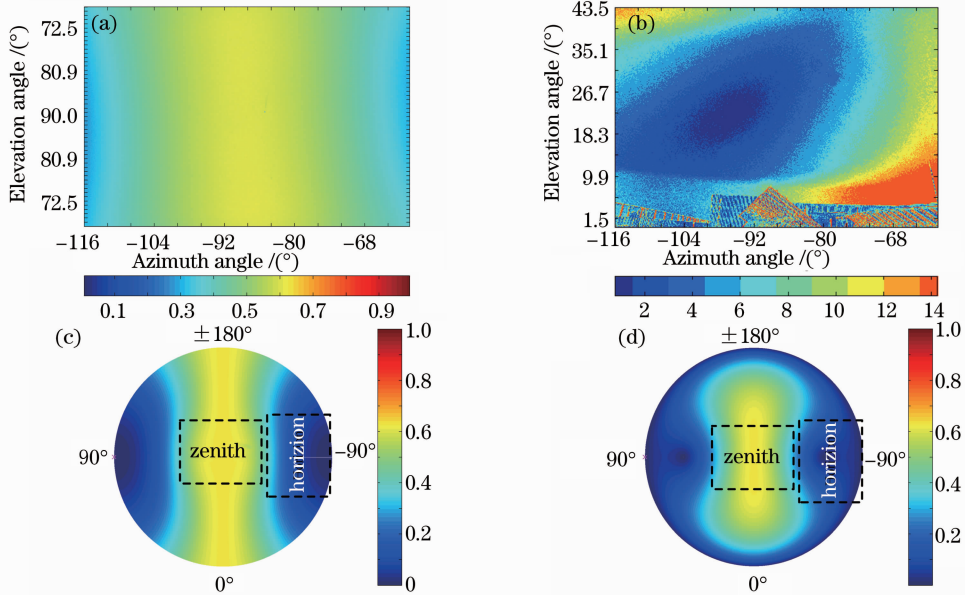 (a)
Elevation angle /(°)
72.5
80.9
90.0
80.9
72.5
−116 −104 −92 −80 −68
Azimuth angle /(°)
0.1 0.3 0.5 0.7 0.9
(b)
Elevation angle /(°)
43.5
35.1
26.7
18.3
9.9
1.5
−116 −104 −92 −80 −68
Azimuth angle /(°)
2 4 6 8 10 12 14
(c)
±180°
90°
zenith
horizion
−90°
0°
1.0
0.8
0.6
0.4
0.2
0
(d)
±180°
90°
zenith
horizion
−90°
0°
1.0
0.8
0.6
0.4
0.2